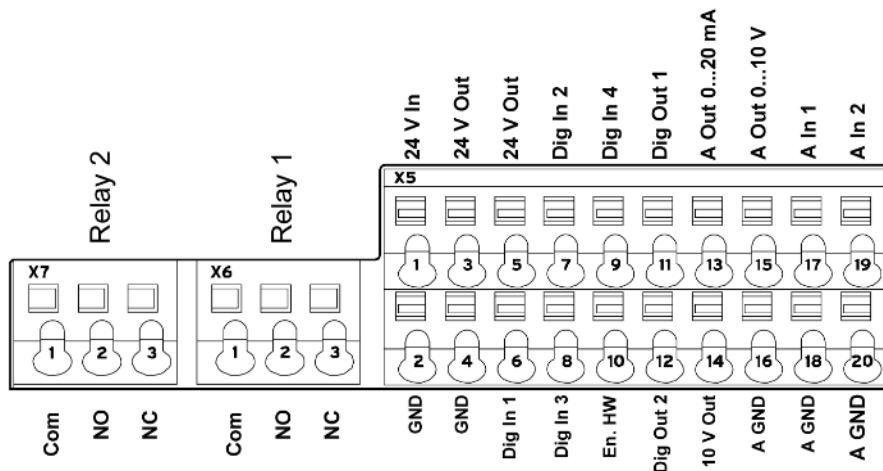 24 V In
24 V Out
24 V Out
Dig In 2
Dig In 4
Dig Out 1
A Out 0...20 mA
A Out 0...10 V
A In 1
A In 2
Relay 2
Relay 1
X5
1 3 5 7 9 11 13 15 17 19
X7
X6
1 2 3
1 2 3
2 4 6 8 10 12 14 16 18 20
Com
NO
NC
Com
NO
NC
GND
GND
Dig In 1
Dig In 3
En. HW
Dig Out 2
10 V Out
A GND
A GND
A GND